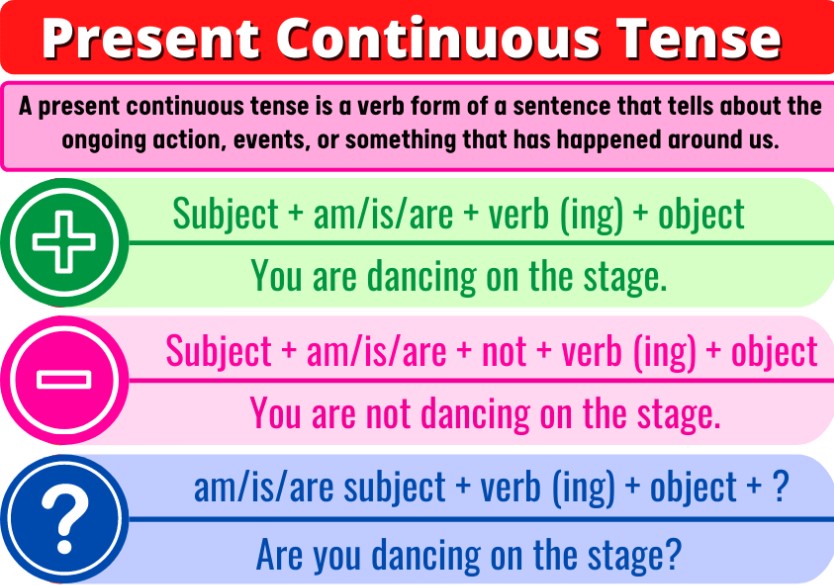 Present Continuous Tense
A present continuous tense is a verb form of a sentence that tells about the
ongoing action, events, or something that has happened around us.
Subject + am/is/are + verb (ing) + object
You are dancing on the stage.
Subject + am/is/are + not + verb (ing) + object
You are not dancing on the stage.
am/is/are subject + verb (ing) + object + ?
Are you dancing on the stage?